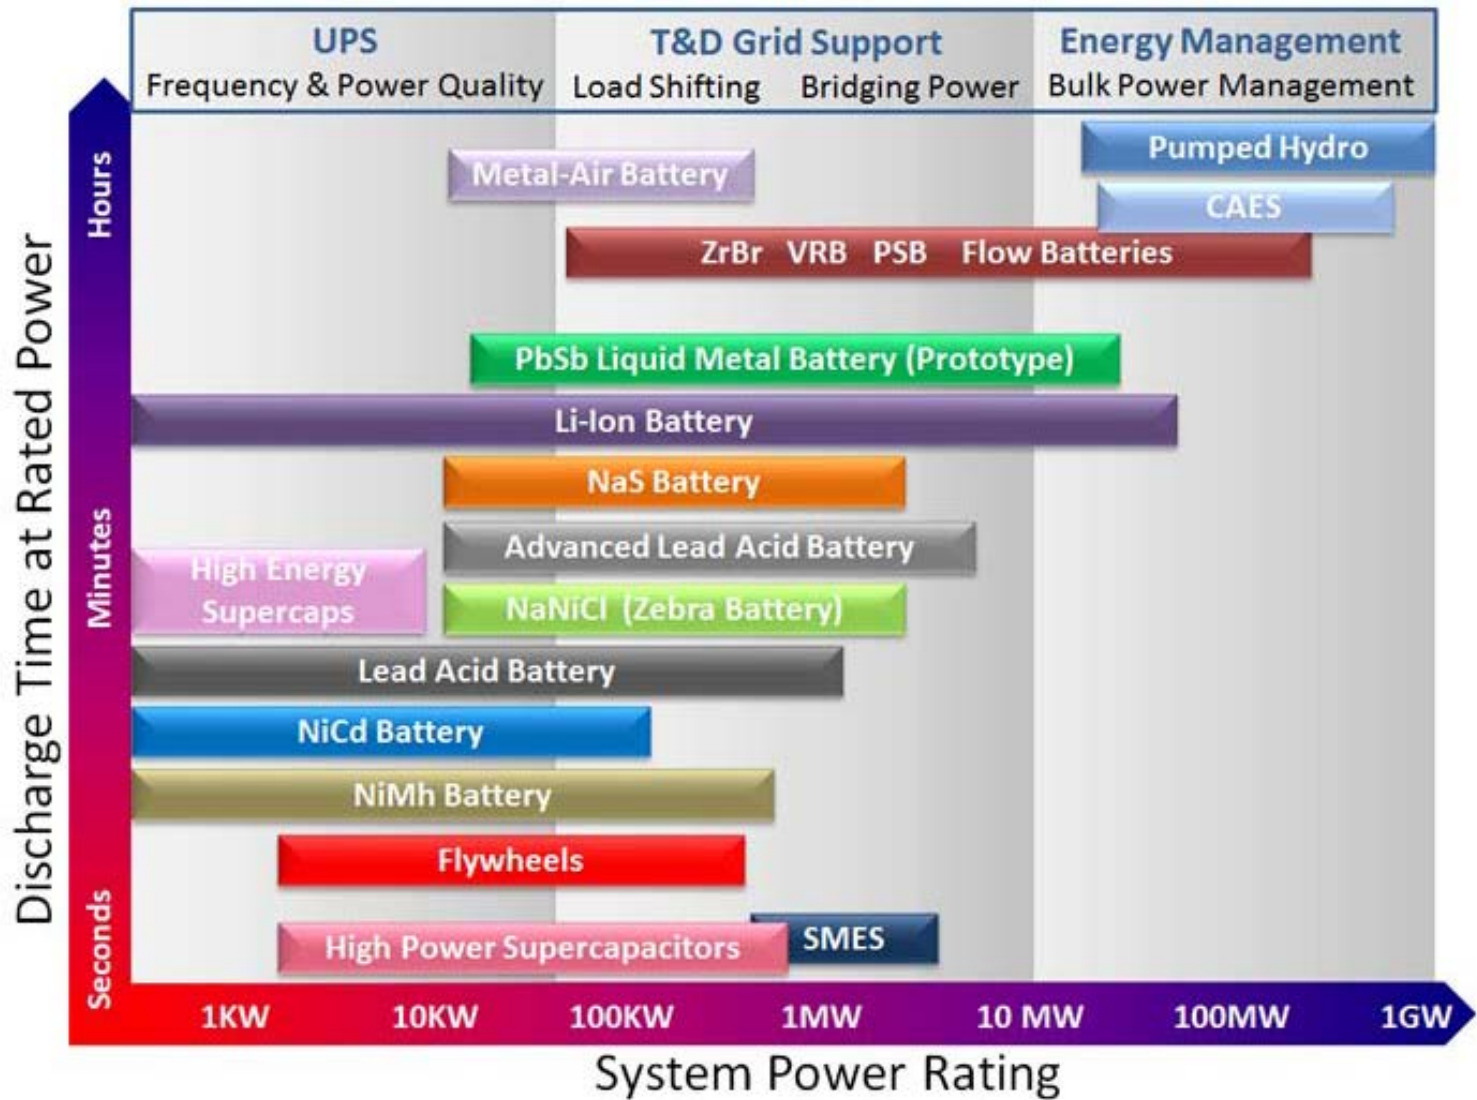 UPS
T&D Grid Support
Energy Management
Frequency & Power Quality
Load Shifting
Bridging Power
Bulk Power Management
Discharge Time at Rated Power
Hours
Minutes
Seconds
Pumped Hydro
Metal-Air Battery
CAES
ZrBr VRB PSB Flow Batteries
PbSb Liquid Metal Battery (Prototype)
Li-Ion Battery
NaS Battery
Advanced Lead Acid Battery
High Energy
Supercaps
NaNiCl (Zebra Battery)
Lead Acid Battery
NiCd Battery
NiMh Battery
Flywheels
High Power Supercapacitors
SMES
1KW
10KW
100KW
1MW
10 MW
100MW
1GW
System Power Rating